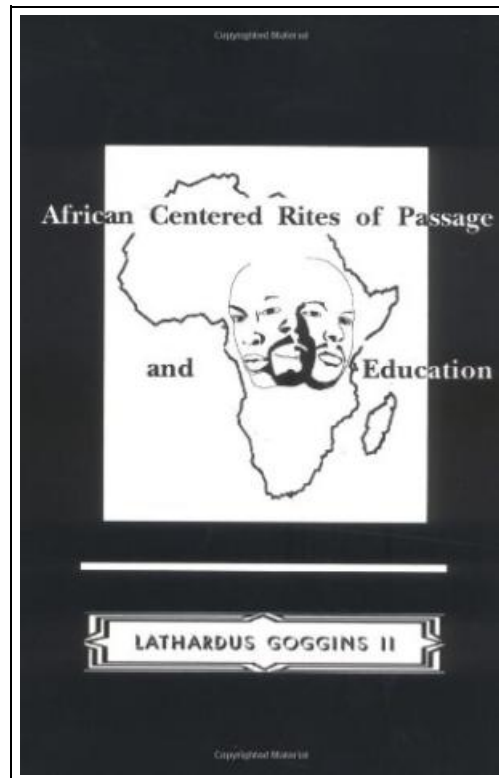 Copyrighted Material
African Centered Rites of Passage
and Education
LATHARDUS GOGGINS II
Copyrighted Material